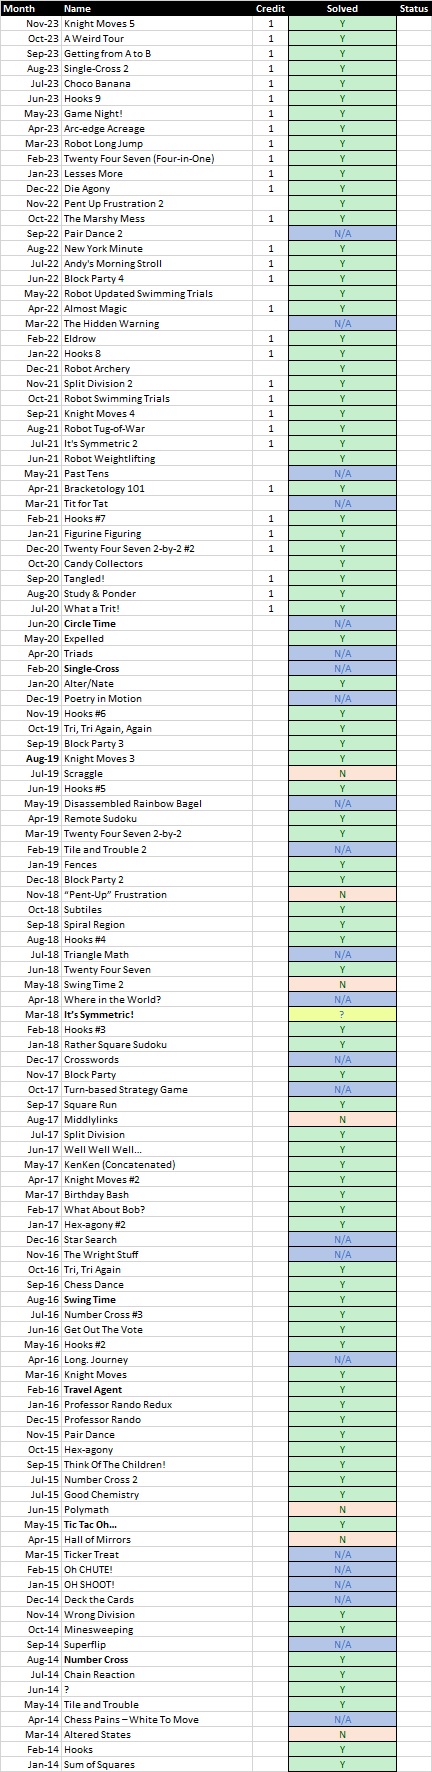 Month Name Credit Solved Status
Nov-23 Knight Moves 5 1 Y
Oct-23 A Weird Tour 1 Y
Sep-23 Getting from A to B 1 Y
Aug-23 Single-Cross 2 1 Y
Jul-23 Choco Banana 1 Y
Jun-23 Hooks 9 1 Y
May-23 Game Night! 1 Y
Apr-23 Arc-edge Acreage 1 Y
Mar-23 Robot Long Jump 1 Y
Feb-23 Twenty Four Seven (Four-in-One) 1 Y
Jan-23 Lesses More 1 Y
Dec-22 Die Agony 1 Y
Nov-22 Pent Up Frustration 2 Y
Oct-22 The Marshy Mess 1 Y
Sep-22 Pair Dance 2 N/A
Aug-22 New York Minute 1 Y
Jul-22 Andy's Morning Stroll 1 Y
Jun-22 Block Party 4 1 Y
May-22 Robot Updated Swimming Trials Y
Apr-22 Almost Magic 1 Y
Mar-22 The Hidden Warning N/A
Feb-22 Eldrow 1 Y
Jan-22 Hooks 8 1 Y
Dec-21 Robot Archery Y
Nov-21 Split Division 2 1 Y
Oct-21 Robot Swimming Trials 1 Y
Sep-21 Knight Moves 4 1 Y
Aug-21 Robot Tug-of-War 1 Y
Jul-21 It's Symmetric 2 1 Y
Jun-21 Robot Weightlifting Y
May-21 Past Tens N/A
Apr-21 Bracketology 101 1 Y
Mar-21 Tit for Tat N/A
Feb-21 Hooks #7 1 Y
Jan-21 Figurine Figuring 1 Y
Dec-20 Twenty Four Seven 2-by-2 #2 1 Y
Oct-20 Candy Collectors Y
Sep-20 Tangled! 1 Y
Aug-20 Study & Ponder 1 Y
Jul-20 What a Trit! 1 Y
Jun-20 Circle Time N/A
May-20 Expelled Y
Apr-20 Triads N/A
Feb-20 Single-Cross N/A
Jan-20 Alter/Nate Y
Dec-19 Poetry in Motion N/A
Nov-19 Hooks #6 Y
Oct-19 Tri, Tri Again, Again Y
Sep-19 Block Party 3 Y
Aug-19 Knight Moves 3 Y
Jul-19 Scraggle N
Jun-19 Hooks #5 Y
May-19 Disassembled Rainbow Bagel N/A
Apr-19 Remote Sudoku Y
Mar-19 Twenty Four Seven 2-by-2 Y
Feb-19 Tile and Trouble 2 N/A
Jan-19 Fences Y
Dec-18 Block Party 2 Y
Nov-18 “Pent-Up” Frustration N
Oct-18 Subtiles Y
Sep-18 Spiral Region Y
Aug-18 Hooks #4 Y
Jul-18 Triangle Math N/A
Jun-18 Twenty Four Seven Y
May-18 Swing Time 2 N
Apr-18 Where in the World? N/A
Mar-18 It's Symmetric! ?
Feb-18 Hooks #3 Y
Jan-18 Rather Square Sudoku Y
Dec-17 Crosswords N/A
Nov-17 Block Party Y
Oct-17 Turn-based Strategy Game N/A
Sep-17 Square Run Y
Aug-17 Middlylinks N
Jul-17 Split Division Y
Jun-17 Well Well Well... Y
May-17 KenKen (Concatenated) Y
Apr-17 Knight Moves #2 Y
Mar-17 Birthday Bash Y
Feb-17 What About Bob? Y
Jan-17 Hex-agony #2 Y
Dec-16 Star Search N/A
Nov-16 The Wright Stuff N/A
Oct-16 Tri, Tri Again Y
Sep-16 Chess Dance Y
Aug-16 Swing Time Y
Jul-16 Number Cross #3 Y
Jun-16 Get Out The Vote Y
May-16 Hooks #2 Y
Apr-16 Long. Journey N/A
Mar-16 Knight Moves Y
Feb-16 Travel Agent Y
Jan-16 Professor Rando Redux Y
Dec-15 Professor Rando Y
Nov-15 Pair Dance Y
Oct-15 Hex-agony Y
Sep-15 Think Of The Children! Y
Jul-15 Number Cross 2 Y
Jul-15 Good Chemistry Y
Jun-15 Polymath N
May-15 Tic Tac Oh... Y
Apr-15 Hall of Mirrors N
Mar-15 Ticker Treat N/A
Feb-15 Oh CHUTE! N/A
Jan-15 OH SHOOT! N/A
Dec-14 Deck the Cards N/A
Nov-14 Wrong Division Y
Oct-14 Minesweeping Y
Sep-14 Superflip N/A
Aug-14 Number Cross Y
Jul-14 Chain Reaction Y
Jun-14 ? Y
May-14 Tile and Trouble Y
Apr-14 Chess Pains – White To Move N/A
Mar-14 Altered States N
Feb-14 Hooks Y
Jan-14 Sum of Squares Y